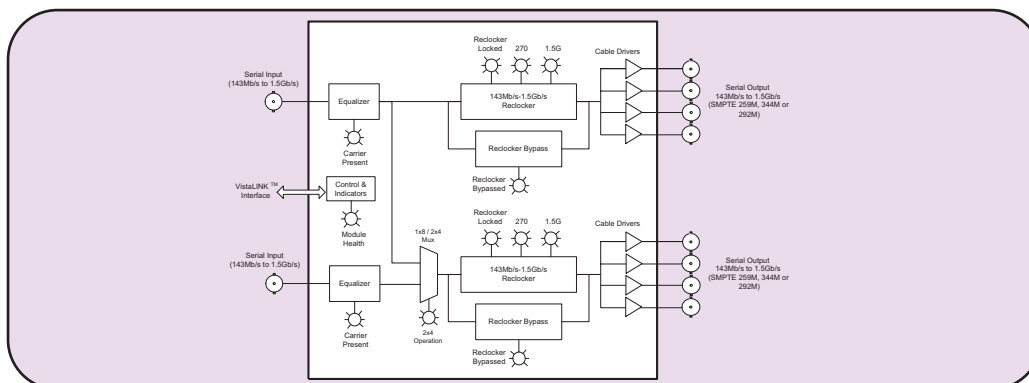 Reclocker
Locked
270
1.5G
Cable Drivers
Serial Input
(143Mb/s to 1.5Gb/s)
Equalizer
143Mb/s-1.5Gb/s
Reclocker
Serial Output
143Mb/s to 1.5Gb/s
(SMPTE 259M, 344M or
292M)
Carrier
Present
Reclocker Bypass
Reclocker
Bypassed
VistaLINK TM
Interface
Control &
Indicators
Module
Health
1x8 / 2x4
Mux
Reclocker
Locked
270
1.5G
Cable Drivers
Serial Input
(143Mb/s to 1.5Gb/s)
Equalizer
143Mb/s-1.5Gb/s
Reclocker
Serial Output
143Mb/s to 1.5Gb/s
(SMPTE 259M, 344M or
292M)
Carrier
Present
2x4
Operation
Reclocker Bypass
Reclocker
Bypassed